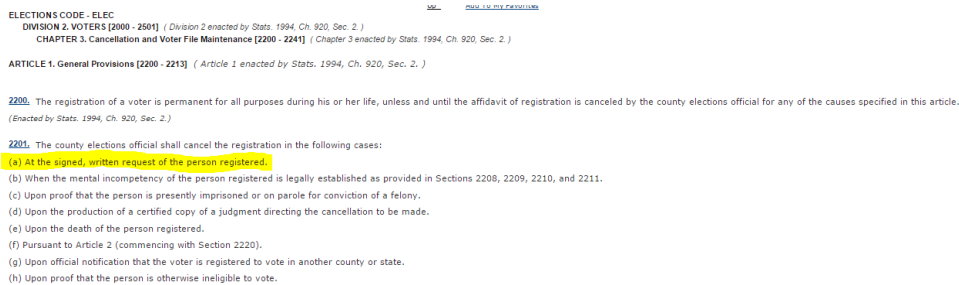 up^ Add To My Favorites
ELECTIONS CODE - ELEC
DIVISION 2. VOTERS [2000 - 2501] ( Division 2 enacted by Stats. 1994, Ch. 920, Sec. 2. )
CHAPTER 3. Cancellation and Voter File Maintenance [2200 - 2241] ( Chapter 3 enacted by Stats. 1994, Ch. 920, Sec. 2. )
ARTICLE 1. General Provisions [2200 - 2213] ( Article 1 enacted by Stats. 1994, Ch. 920, Sec. 2. )
2200. The registration of a voter is permanent for all purposes during his or her life, unless and until the affidavit of registration is canceled by the county elections official for any of the causes specified in this article.
(Enacted by Stats. 1994, Ch. 920, Sec. 2.)
2201. The county elections official shall cancel the registration in the following cases:
(a) At the signed, written request of the person registered.
(b) When the mental incompetency of the person registered is legally established as provided in Sections 2208, 2209, 2210, and 2211.
(c) Upon proof that the person is presently imprisoned or on parole for conviction of a felony.
(d) Upon the production of a certified copy of a judgment directing the cancellation to be made.
(e) Upon the death of the person registered.
(f) Pursuant to Article 2 (commencing with Section 2220).
(g) Upon official notification that the voter is registered to vote in another county or state.
(h) Upon proof that the person is otherwise ineligible to vote.